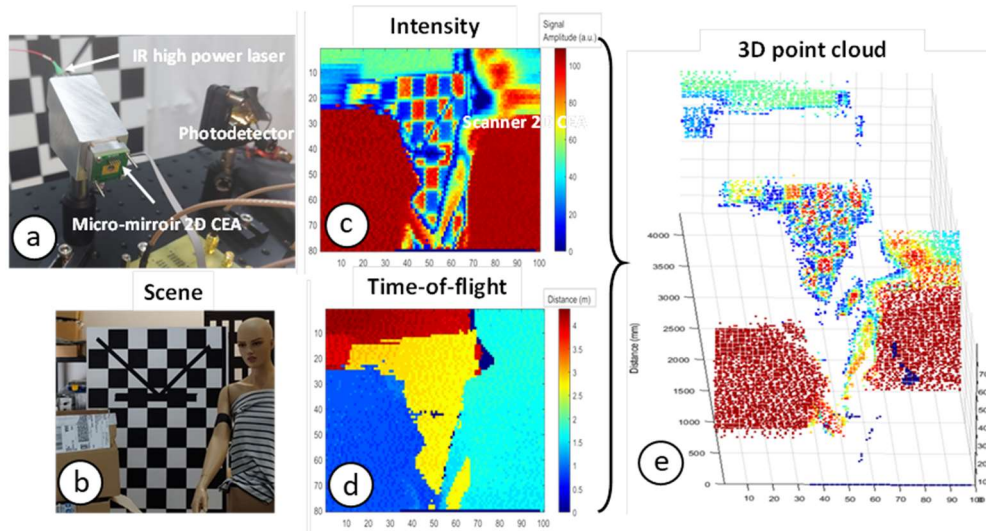 IR high power laser
Photodetector
Micro-mirroir 2D CEA
a
Scene
b
Intensity
Signal
Amplitude (a.u.)
Scanner 2D CEA
10
20
30
40
50
60
70
80
10 20 30 40 50 60 70 80 90 100
100
80
60
40
20
0
c
Time-of-flight
Distance (m)
10
20
30
40
50
60
70
80
10 20 30 40 50 60 70 80 90 100
4
3.5
3
2.5
2
1.5
1
0.5
0
d
3D point cloud
4000
3500
3000
2500
2000
1500
1000
500
0
Distance (mm)
10 20 30 40 50 60 70 80 90 100
e